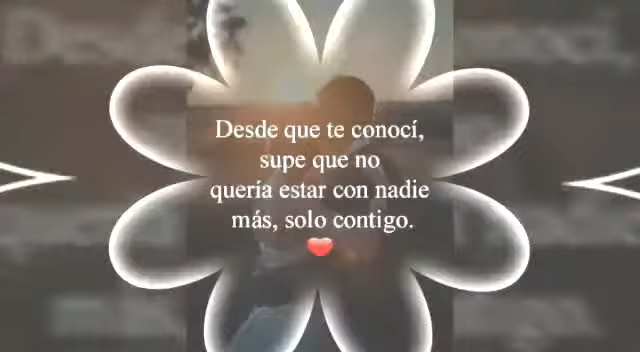 Desde que te conocí,
supe que no
quería estar con nadie
más, solo contigo.
❤️